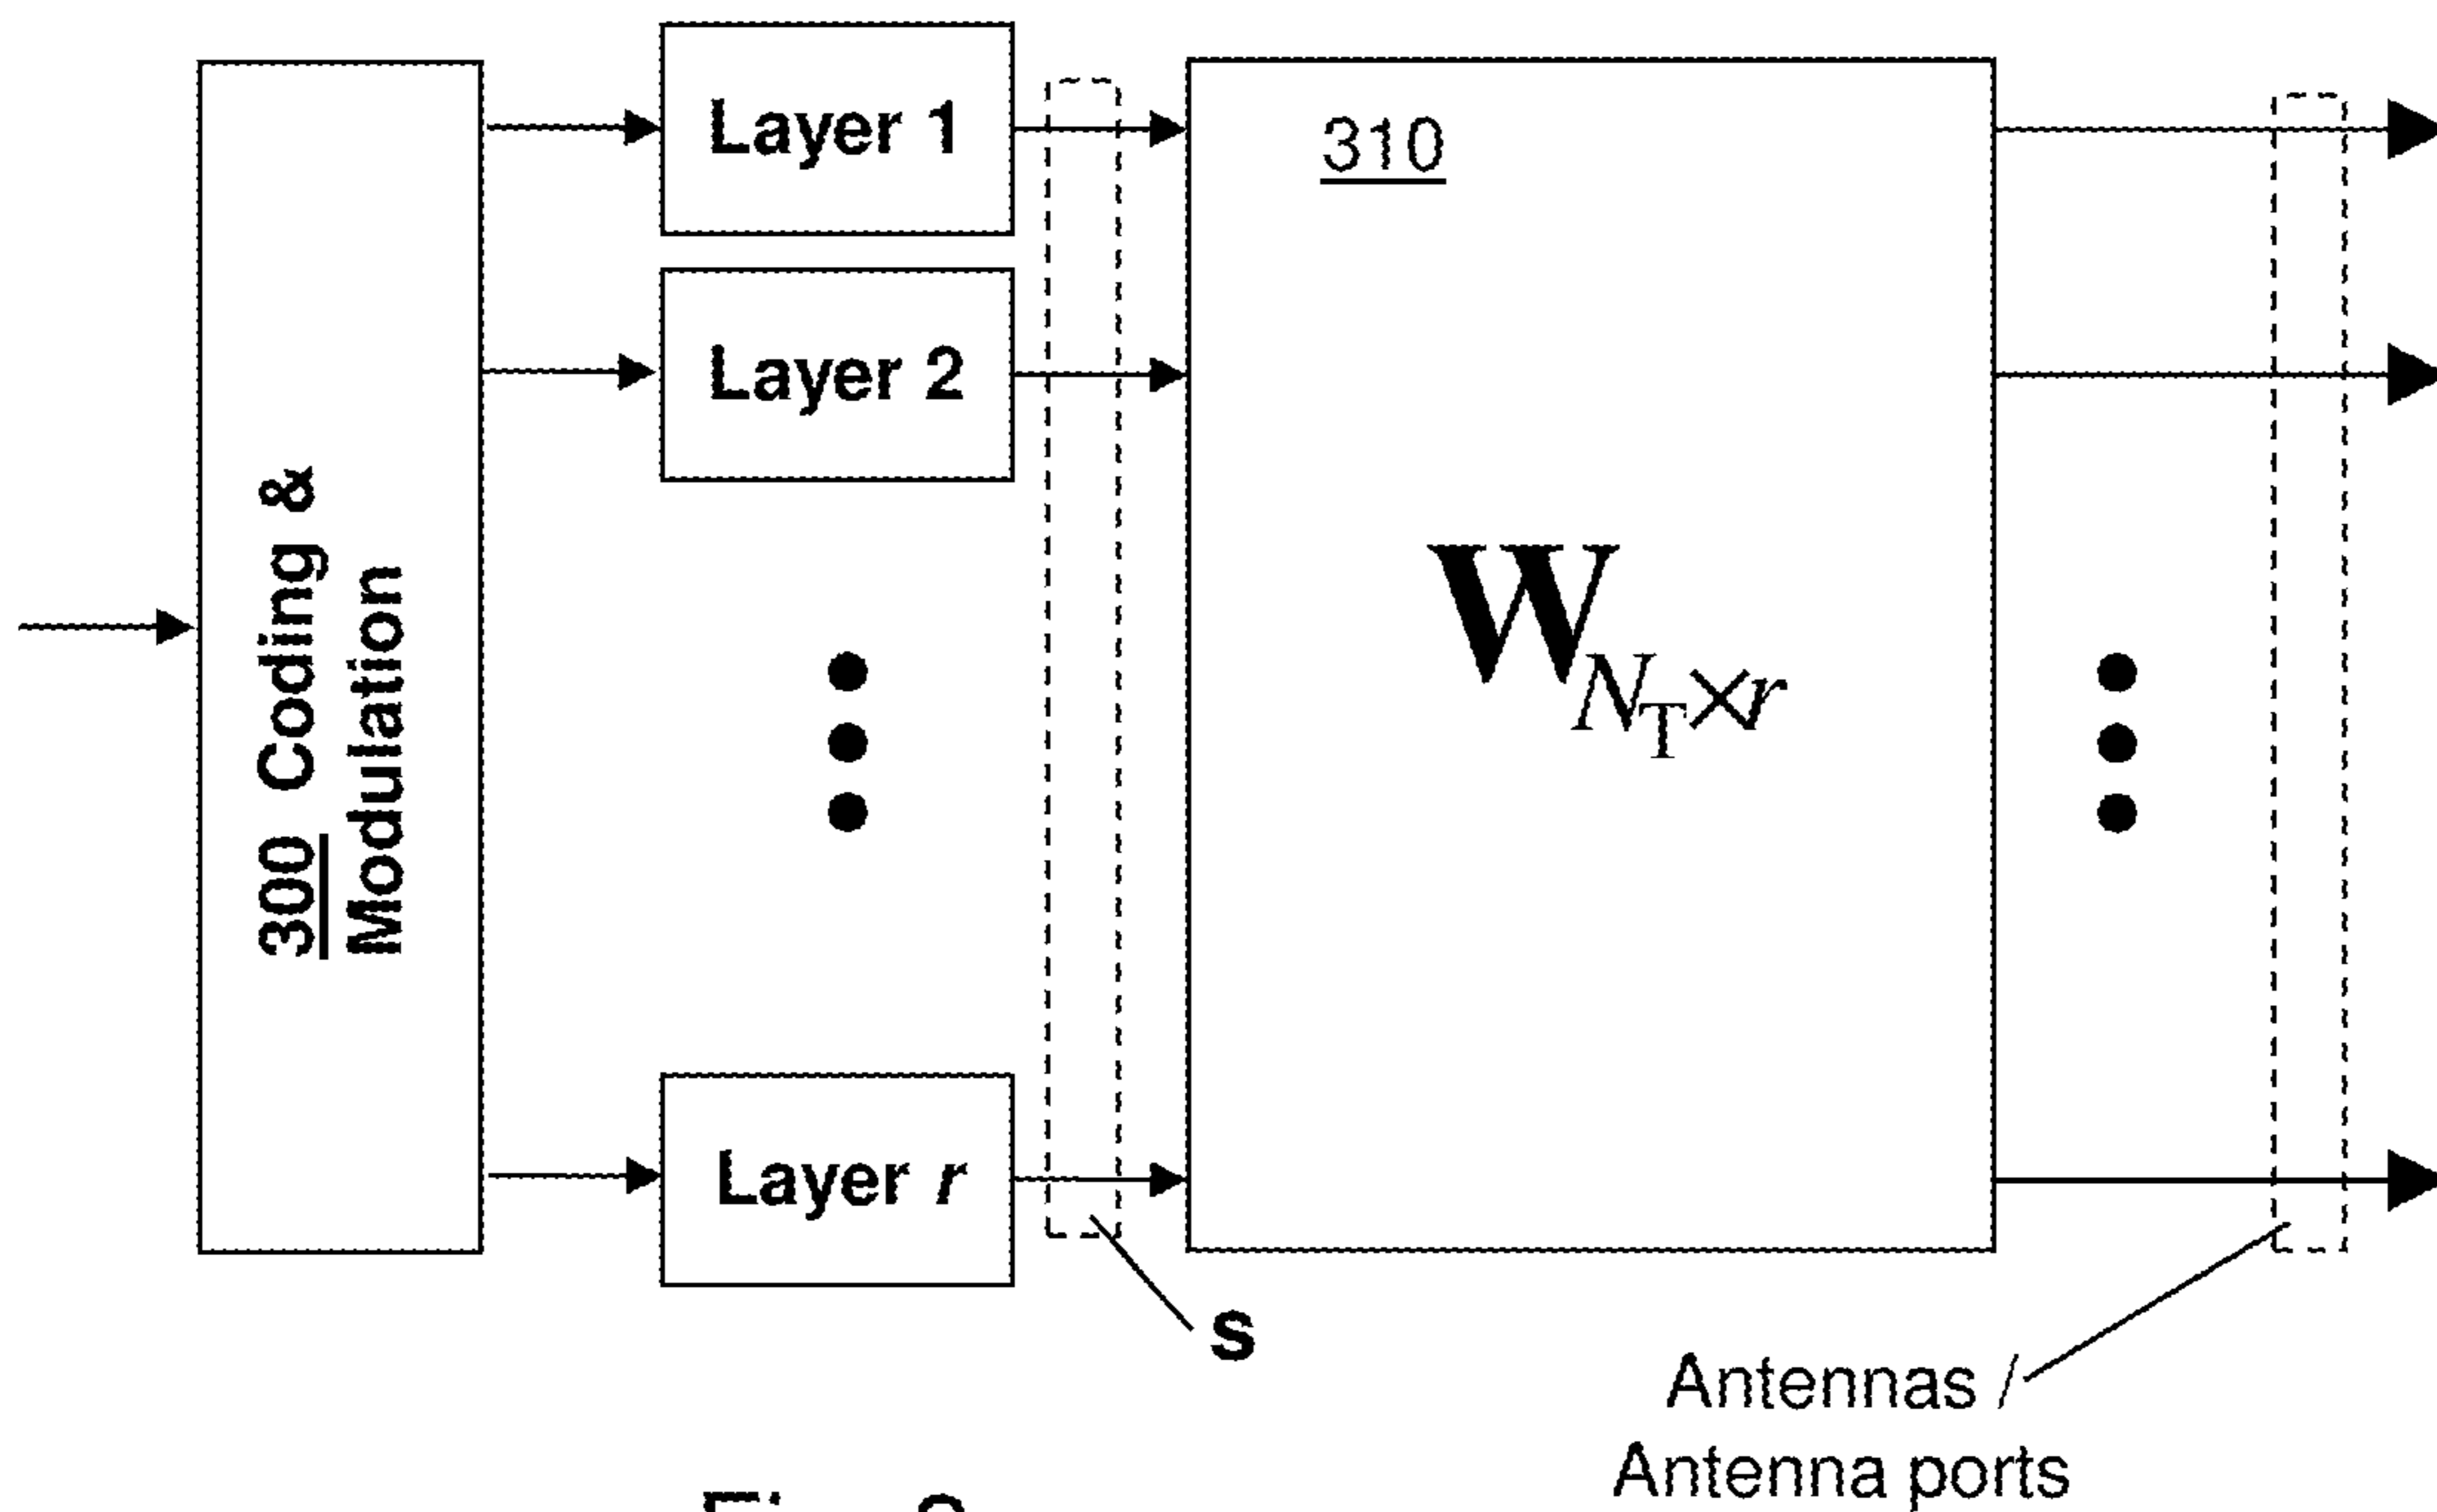 300 Coding &
Modulation
Layer 1
Layer 2
Layer r
s
310
W_{N_T×r}
Antennas /
Antenna ports